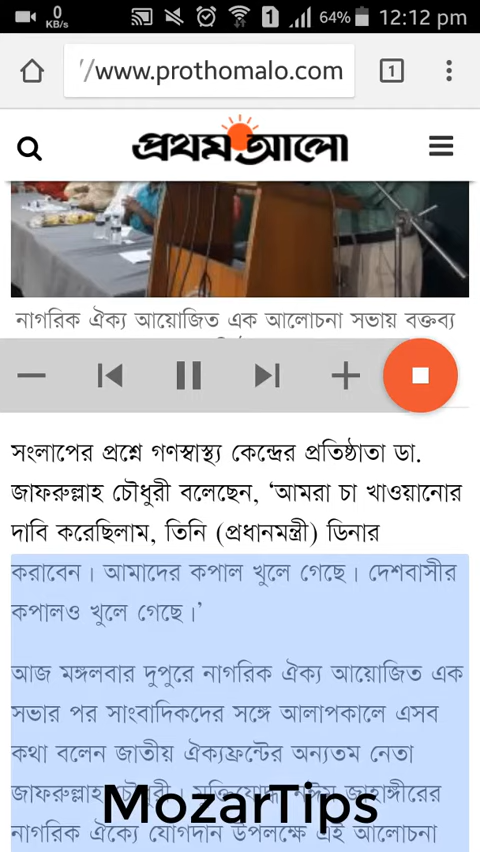 0
KB/s
1
64%
12:12 pm
//www.prothomalo.com
1
প্রথম আলো
নাগরিক ঐক্য আয়োজিত এক আলোচনা সভায় বক্তব্য
সংলাপের প্রশ্নে গণস্বাস্থ্য কেন্দ্রের প্রতিষ্ঠাতা ডা.
জাফরুল্লাহ চৌধুরী বলেছেন, ‘আমরা চা খাওয়ানোর
দাবি করেছিলাম, তিনি (প্রধানমন্ত্রী) ডিনার
করাবেন। আমাদের কপাল খুলে গেছে। দেশবাসীর
কপালও খুলে গেছে।’
আজ মঙ্গলবার দুপুরে নাগরিক ঐক্য আয়োজিত এক
সভার পর সাংবাদিকদের সঙ্গে আলাপকালে এসব
কথা বলেন জাতীয় ঐক্যফ্রন্টের অন্যতম নেতা
জাফরুল্লাহ চৌধুরী। মুক্তিযোদ্ধা জাহাঙ্গীরের
MozarTips
নাগরিক ঐক্যে যোগদান উপলক্ষে এই আলোচনা